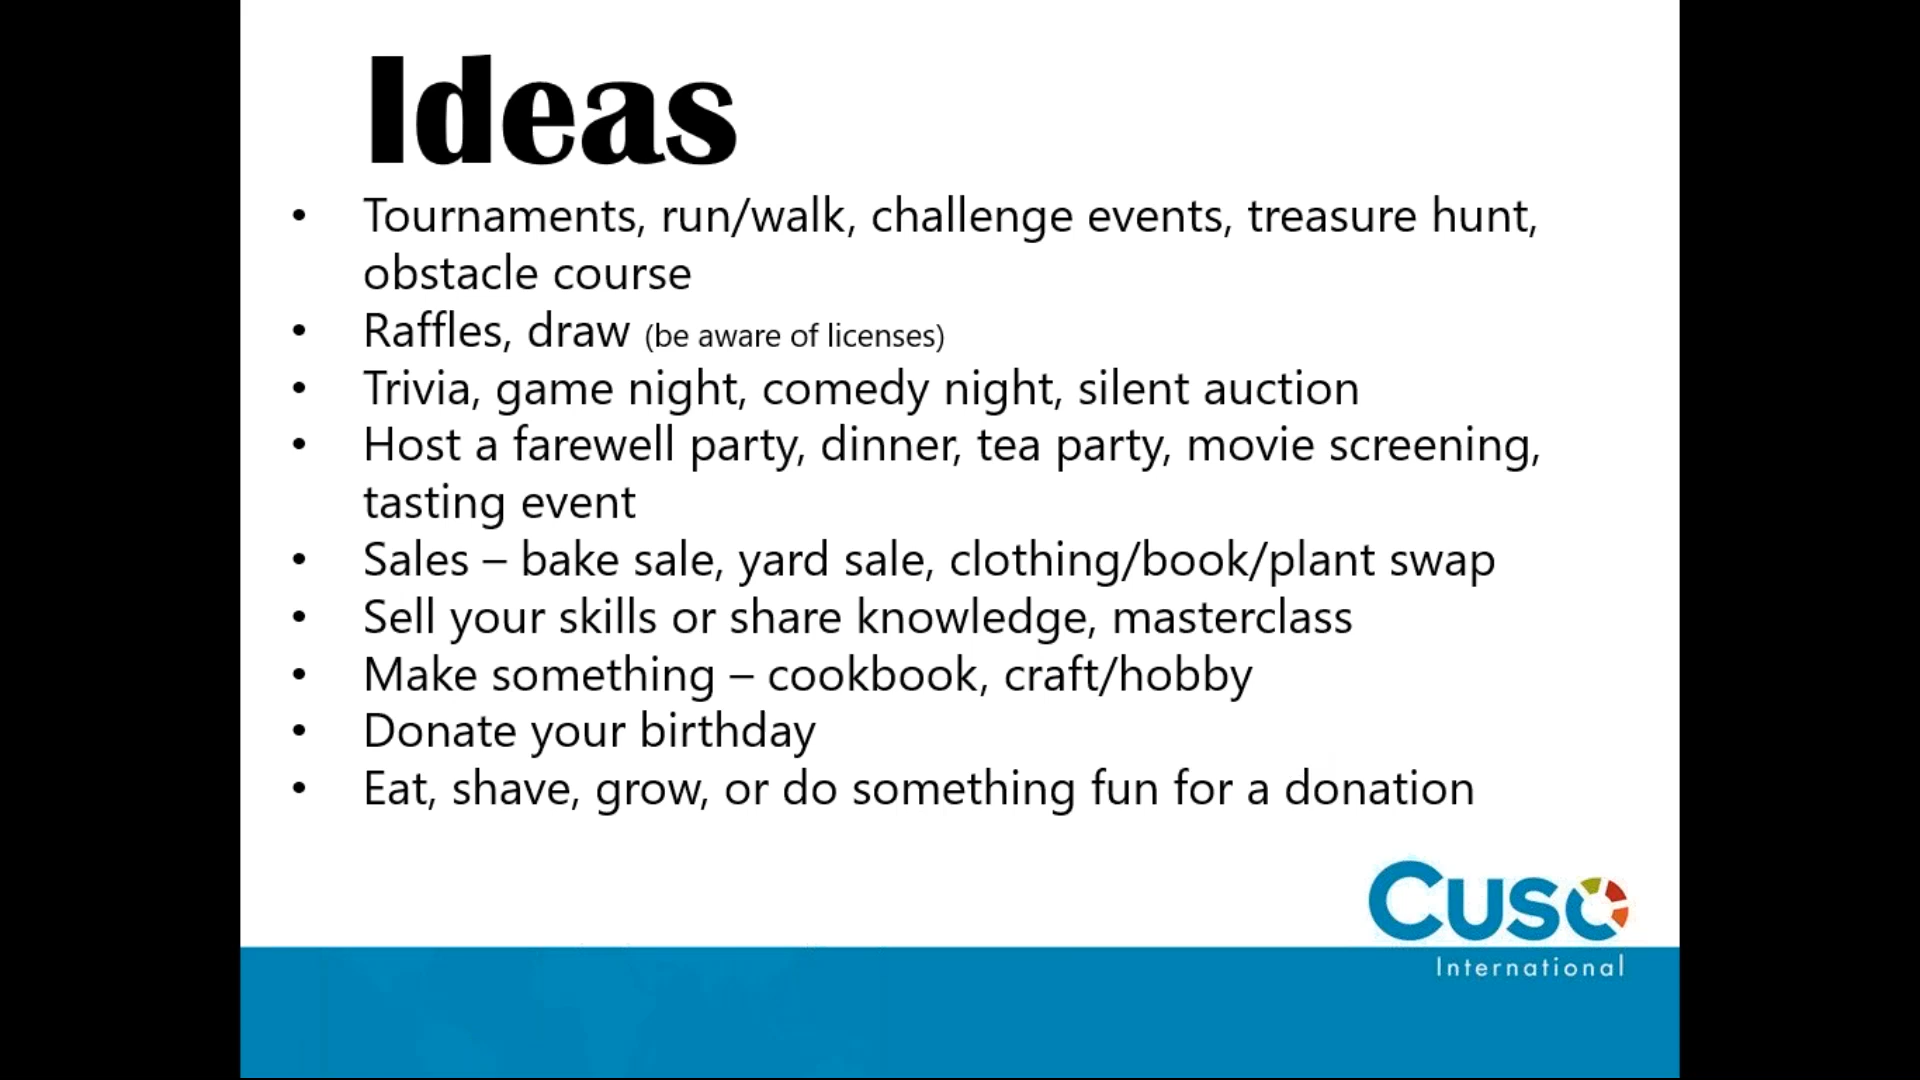 Ideas
• Tournaments, run/walk, challenge events, treasure hunt,
obstacle course
• Raffles, draw (be aware of licenses)
• Trivia, game night, comedy night, silent auction
• Host a farewell party, dinner, tea party, movie screening,
tasting event
• Sales – bake sale, yard sale, clothing/book/plant swap
• Sell your skills or share knowledge, masterclass
• Make something – cookbook, craft/hobby
• Donate your birthday
• Eat, shave, grow, or do something fun for a donation
Cuso
International